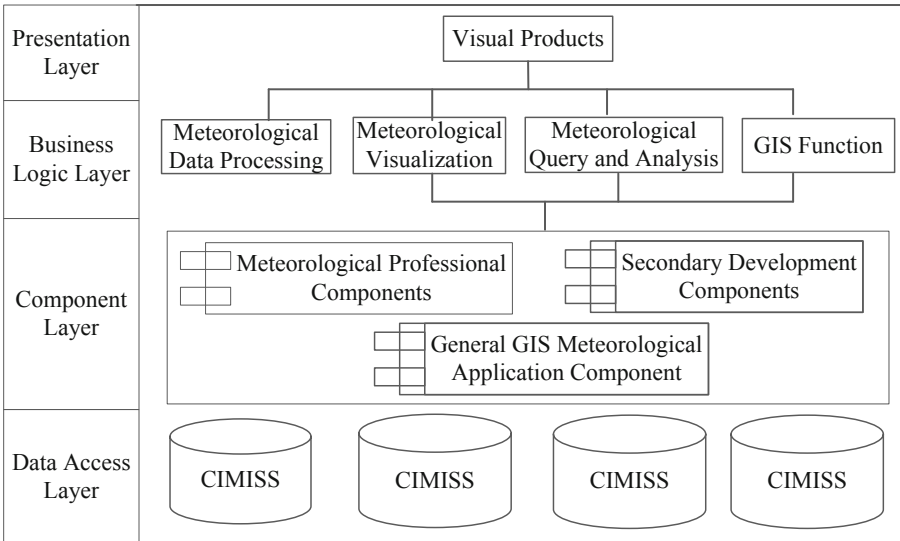 Presentation
Layer
Visual Products
Business
Logic Layer
Meteorological
Data Processing
Meteorological
Visualization
Meteorological
Query and Analysis
GIS Function
Component
Layer
Meteorological Professional
Components
Secondary Development
Components
General GIS Meteorological
Application Component
Data Access
Layer
CIMISS
CIMISS
CIMISS
CIMISS